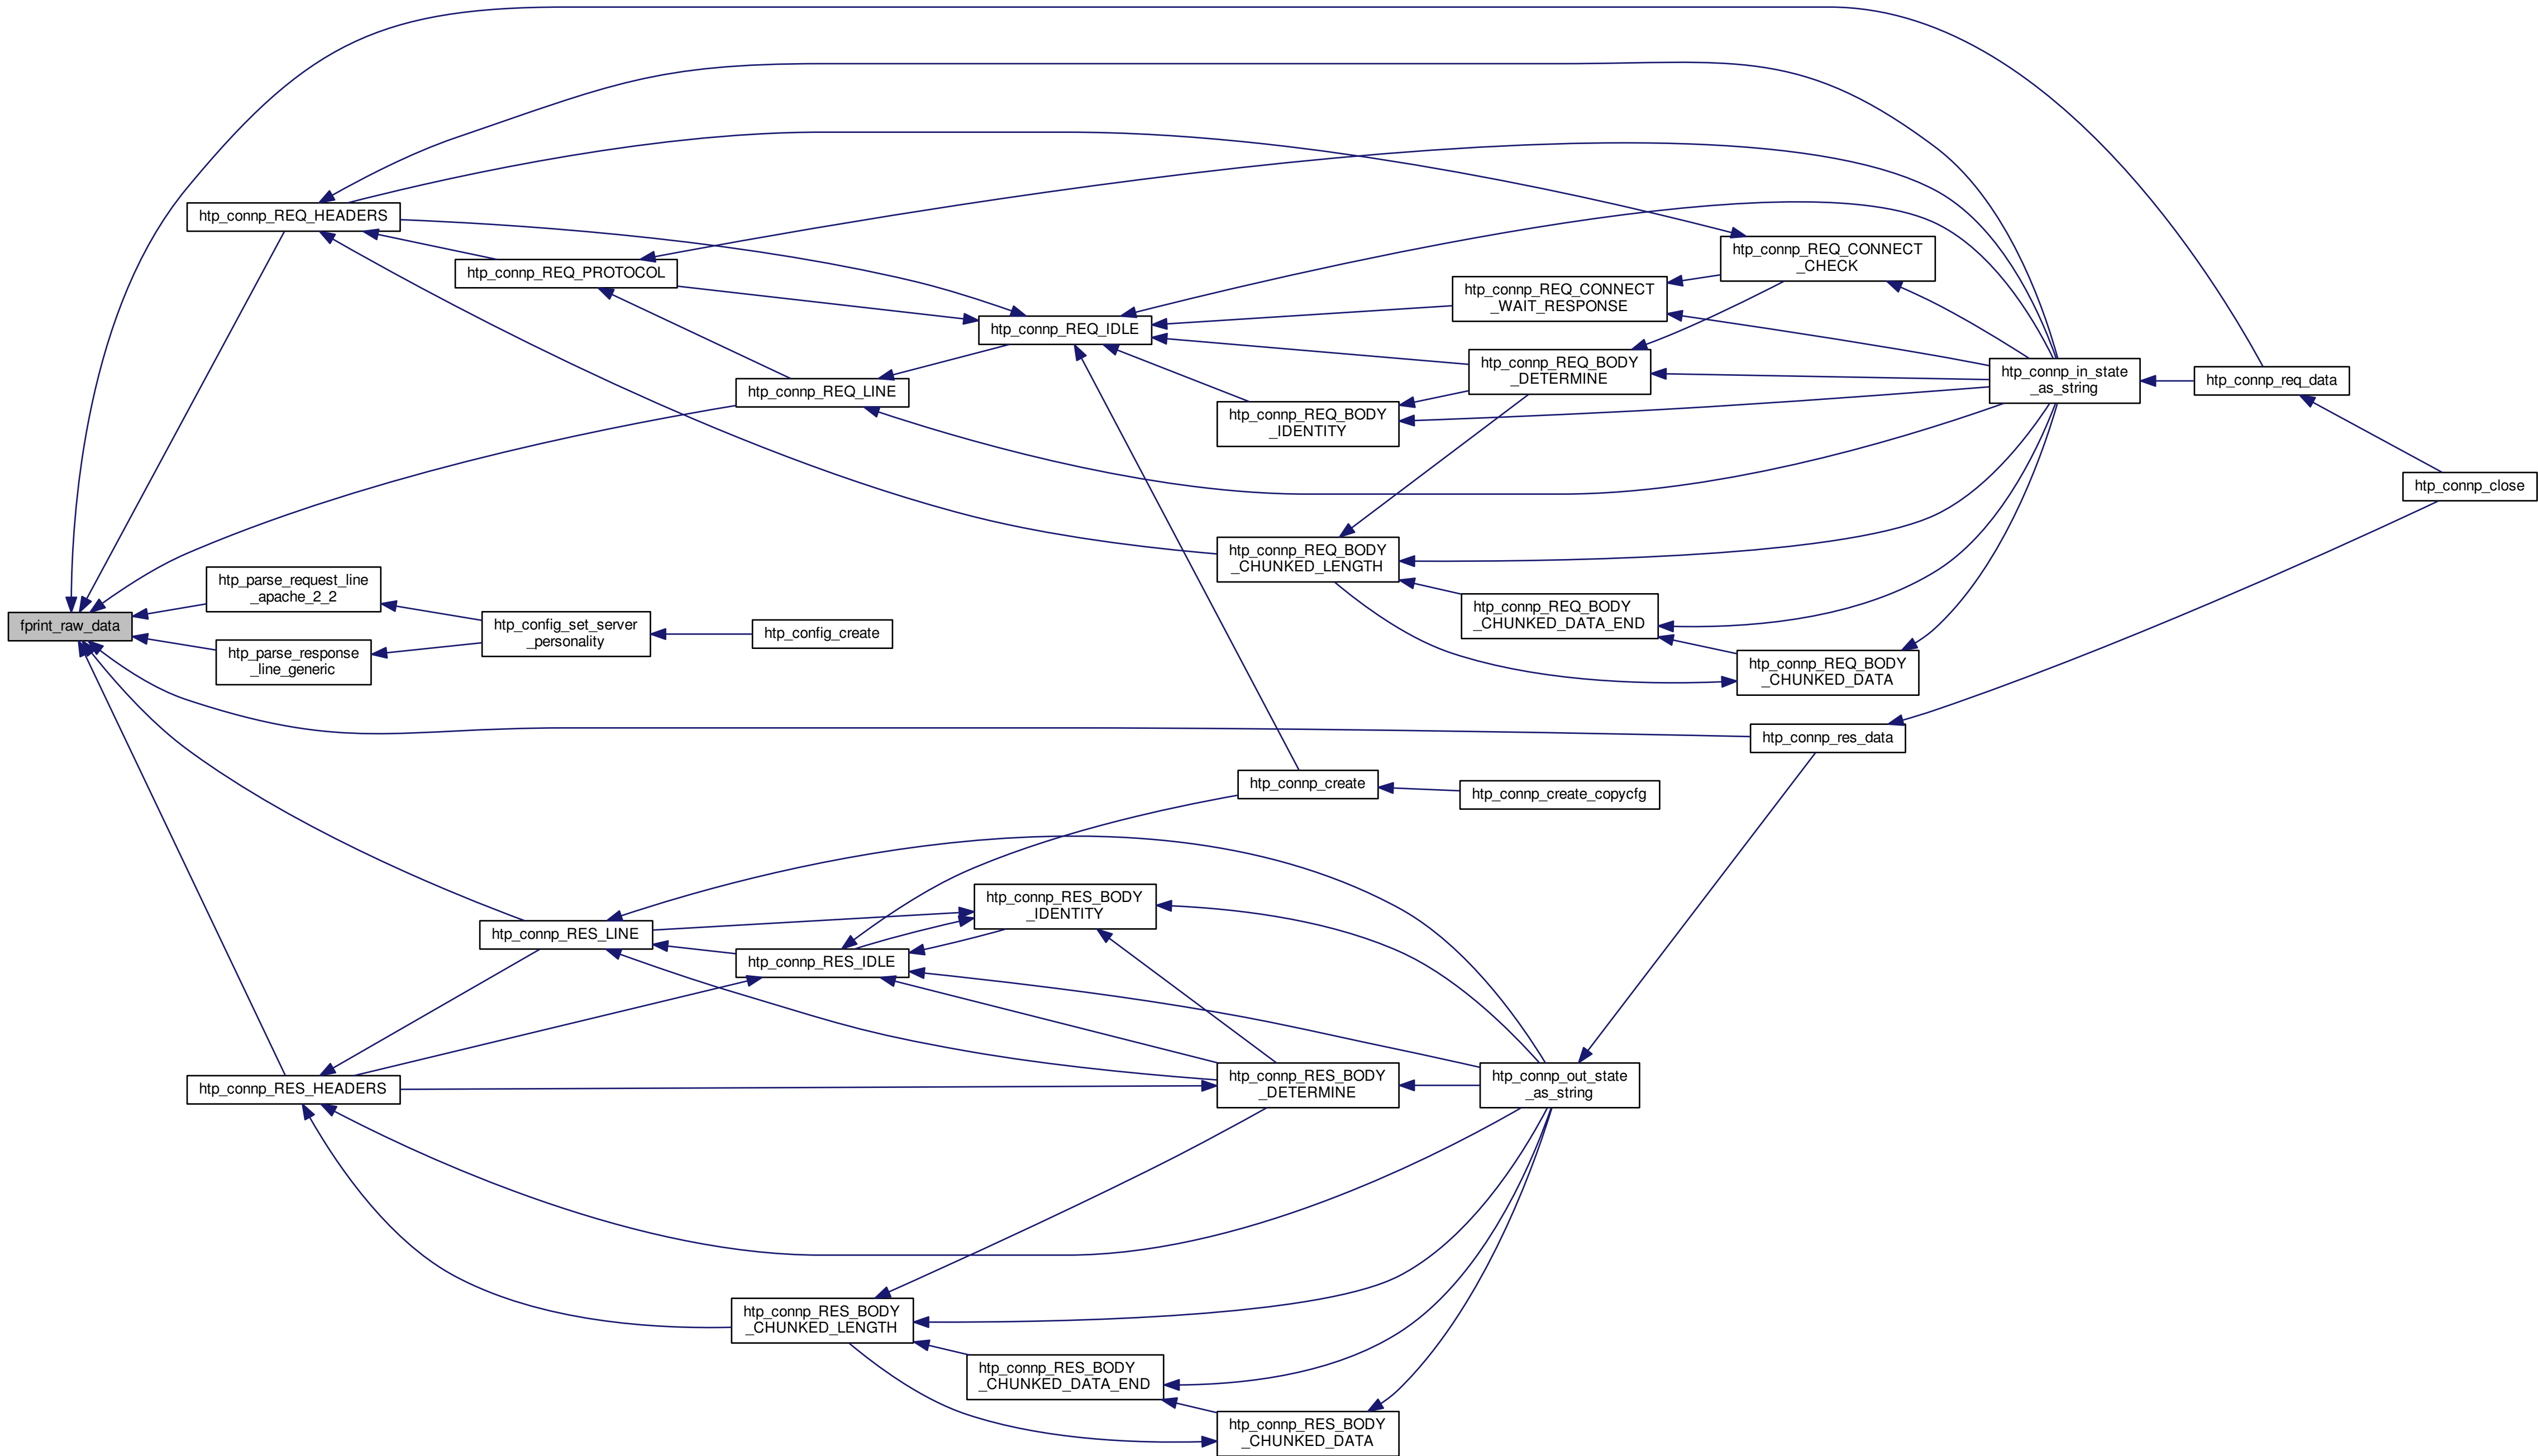 htp_connp_REQ_HEADERS
htp_connp_REQ_CONNECT
_CHECK
htp_connp_REQ_PROTOCOL
htp_connp_REQ_CONNECT
_WAIT_RESPONSE
htp_connp_REQ_IDLE
htp_connp_REQ_BODY
_DETERMINE
htp_connp_in_state
_as_string
htp_connp_req_data
htp_connp_REQ_LINE
htp_connp_REQ_BODY
_IDENTITY
htp_connp_close
htp_connp_REQ_BODY
_CHUNKED_LENGTH
htp_parse_request_line
_apache_2_2
htp_connp_REQ_BODY
_CHUNKED_DATA_END
fprint_raw_data
htp_config_set_server
_personality
htp_config_create
htp_parse_response
_line_generic
htp_connp_REQ_BODY
_CHUNKED_DATA
htp_connp_res_data
htp_connp_create
htp_connp_create_copycfg
htp_connp_RES_BODY
_IDENTITY
htp_connp_RES_LINE
htp_connp_RES_IDLE
htp_connp_RES_HEADERS
htp_connp_RES_BODY
_DETERMINE
htp_connp_out_state
_as_string
htp_connp_RES_BODY
_CHUNKED_LENGTH
htp_connp_RES_BODY
_CHUNKED_DATA_END
htp_connp_RES_BODY
_CHUNKED_DATA